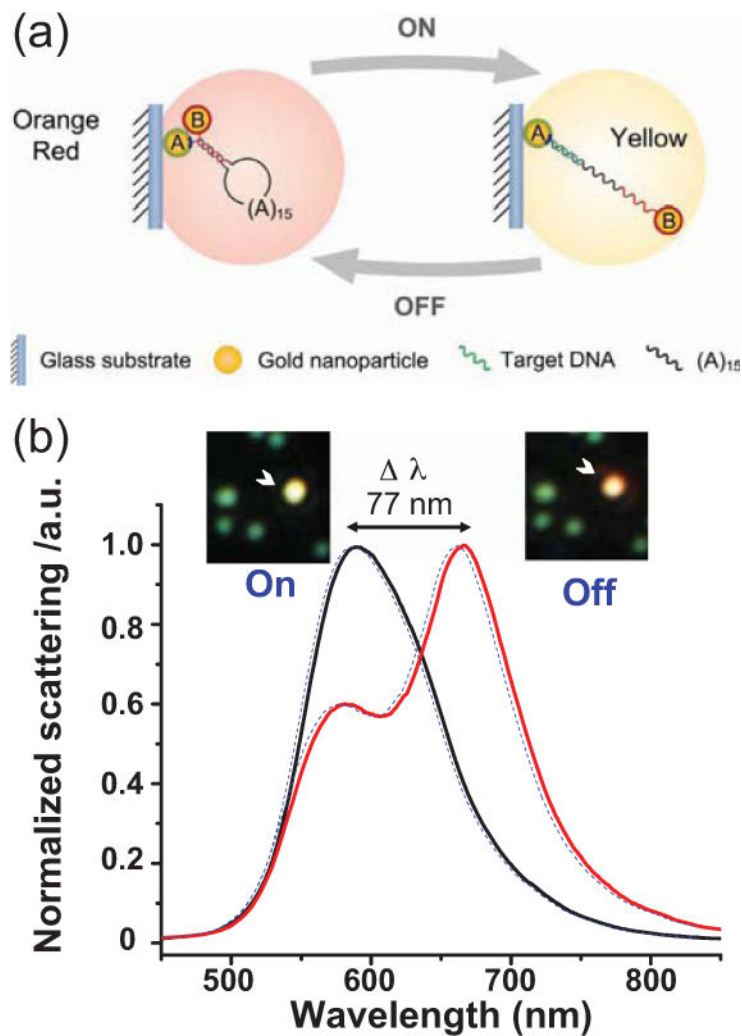 (a)
ON
Orange
Red
A
B
(A)15
A
Yellow
B
OFF
Glass substrate
Gold nanoparticle
Target DNA
(A)15
(b)
Δ λ
77 nm
On
Off
Normalized scattering /a.u.
1.0
0.8
0.6
0.4
0.2
0
500
600
700
800
Wavelength (nm)